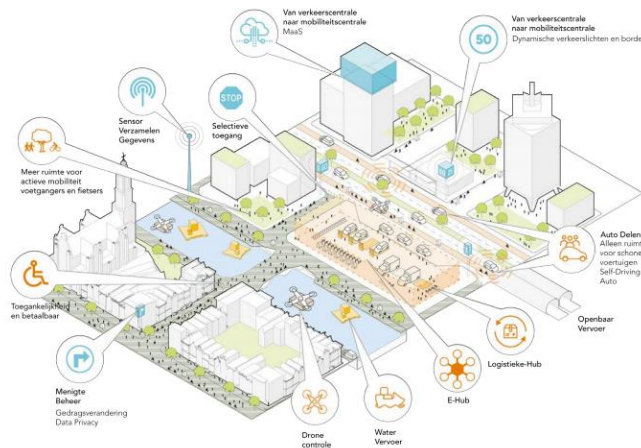 Van verkeerscentrale
naar mobiliteitscentrale
MaaS
Van verkeerscentrale
naar mobiliteitscentrale
Dynamische verkeerslichten en borde
50
STOP
Sensor
Verzamelen
Gegevens
Selectieve
toegang
Meer ruimte voor
actieve mobiliteit
voetgangers en fietsers
Auto Delen
Alleen ruimt
voor schone
voertuigen
Self-Driving
Auto
Toegankelijkheid
en betaalbaar
Openbaar
Vervoer
Logistieke-Hub
E-Hub
Menigte
Beheer
Gedragsverandering
Data Privacy
Drone
controle
Water
Vervoer